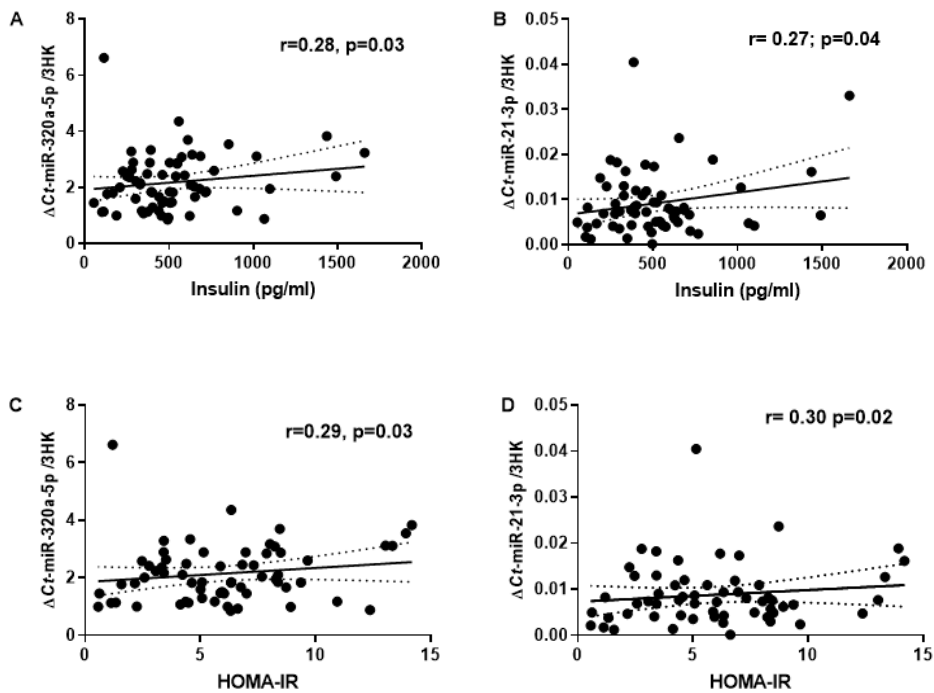 A
r=0.28, p=0.03
ΔCt-miR-320a-5p /3HK
8
6
4
2
0
0 500 1000 1500 2000
Insulin (pg/ml)
B
r= 0.27; p=0.04
ΔCt-miR-21-3p /3HK
0.05
0.04
0.03
0.02
0.01
0.00
0 500 1000 1500 2000
Insulin (pg/ml)
C
r=0.29, p=0.03
ΔCt-miR-320a-5p /3HK
8
6
4
2
0
0 5 10 15
HOMA-IR
D
r= 0.30 p=0.02
ΔCt-miR-21-3p /3HK
0.05
0.04
0.03
0.02
0.01
0.00
0 5 10 15
HOMA-IR